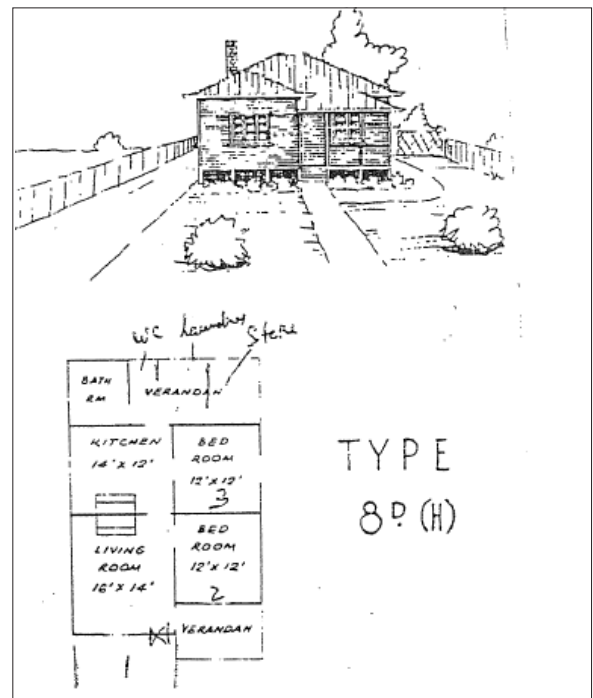 WC Laundry Store
BATH
RM
VERANDAH
KITCHEN
14'X 12'
BED
ROOM
12'X 12'
3
LIVING
ROOM
16'X 14'
BED
ROOM
12'X 12'
2
VERANDAH
1
TYPE
8D (H)